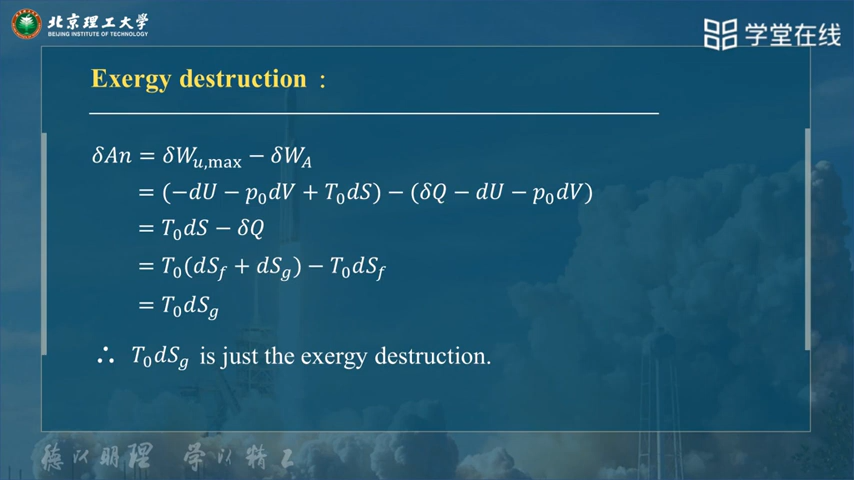 北京理工大学
BEIJING INSTITUTE OF TECHNOLOGY
学堂在线
Exergy destruction :
δAn = δW_{u,max} − δW_A
= (−dU − p_0dV + T_0dS) − (δQ − dU − p_0dV)
= T_0dS − δQ
= T_0(dS_f + dS_g) − T_0dS_f
= T_0dS_g
∴ T_0dS_g is just the exergy destruction.
德以明理 学以精工